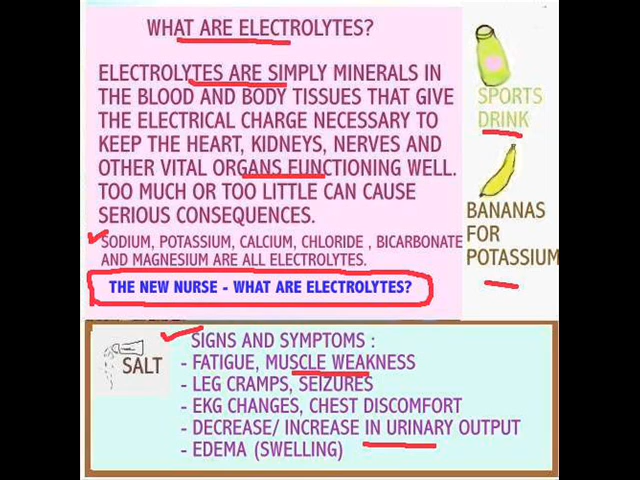 WHAT ARE ELECTROLYTES?
ELECTROLYTES ARE SIMPLY MINERALS IN
THE BLOOD AND BODY TISSUES THAT GIVE
THE ELECTRICAL CHARGE NECESSARY TO
KEEP THE HEART, KIDNEYS, NERVES AND
OTHER VITAL ORGANS FUNCTIONING WELL.
TOO MUCH OR TOO LITTLE CAN CAUSE
SERIOUS CONSEQUENCES.
SODIUM, POTASSIUM, CALCIUM, CHLORIDE , BICARBONATE
AND MAGNESIUM ARE ALL ELECTROLYTES.
THE NEW NURSE - WHAT ARE ELECTROLYTES?
SPORTS
DRINK
BANANAS
FOR
POTASSIUM
SALT
SIGNS AND SYMPTOMS :
- FATIGUE, MUSCLE WEAKNESS
- LEG CRAMPS, SEIZURES
- EKG CHANGES, CHEST DISCOMFORT
- DECREASE/ INCREASE IN URINARY OUTPUT
- EDEMA (SWELLING)